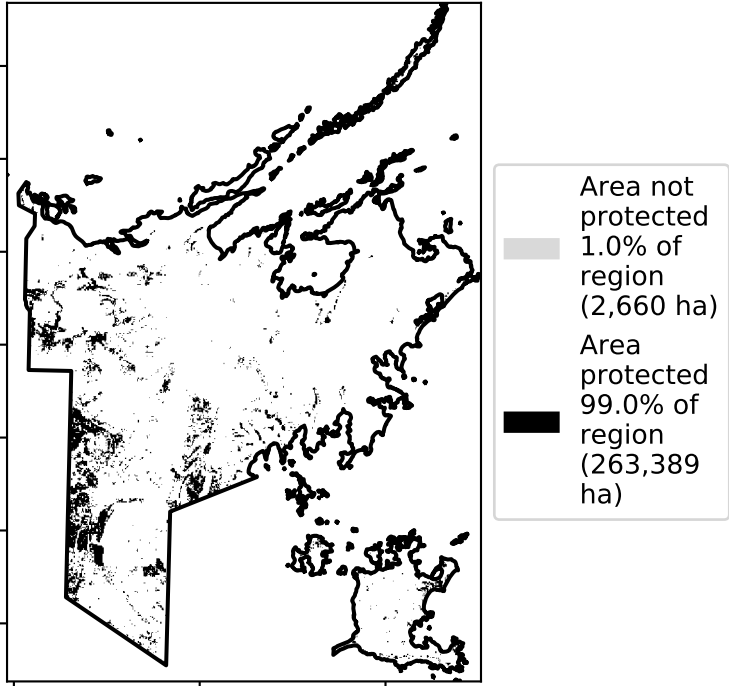 Area not
protected
1.0% of
region
(2,660 ha)
Area
protected
99.0% of
region
(263,389
ha)